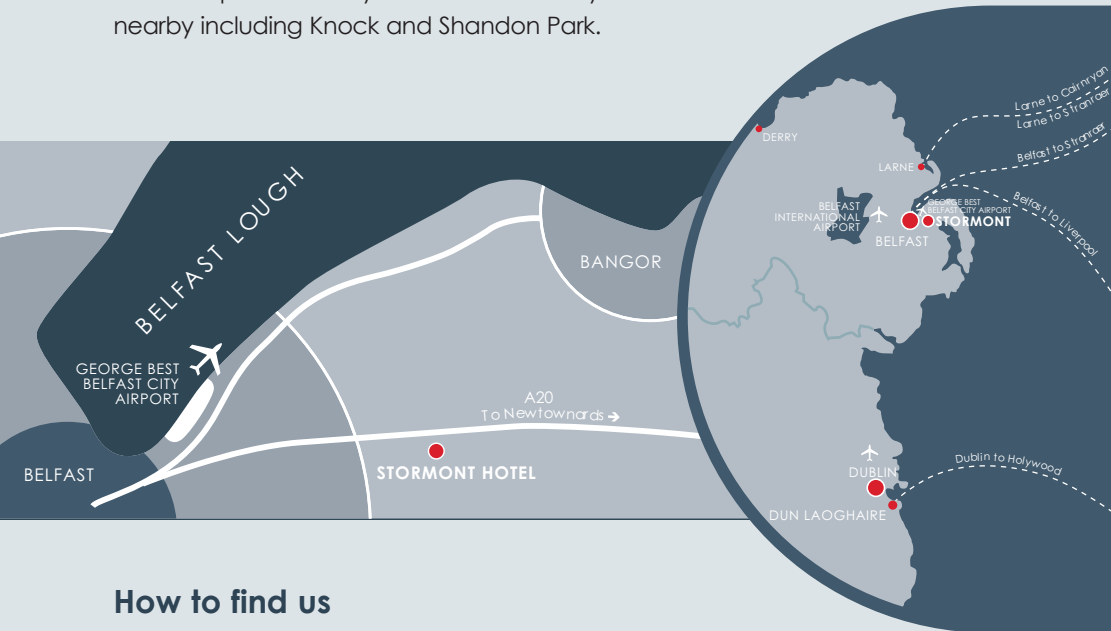 nearby including Knock and Shandon Park.
BELFAST LOUGH
GEORGE BEST
BELFAST CITY
AIRPORT
BELFAST
BANGOR
A20
To Newtownards
STORMONT HOTEL
DERRY
LARNE
BELFAST
INTERNATIONAL
AIRPORT
GEORGE BEST
BELFAST CITY AIRPORT
STORMONT
BELFAST
Larne to Cairnryan
Larne to Stranraer
Belfast to Stranraer
Belfast to Liverpool
DUBLIN
DUN LAOGHAIRE
Dublin to Holywood
How to find us